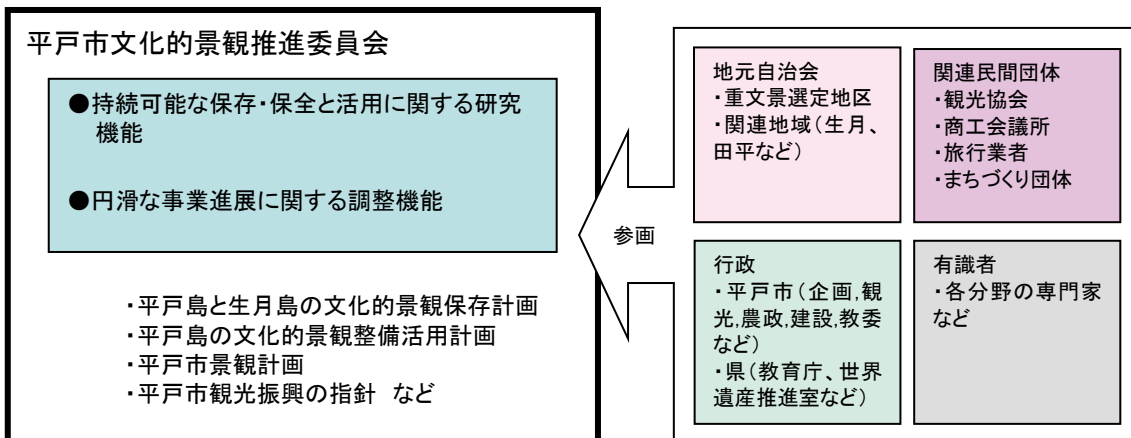 平戸市文化的景観推進委員会
●持続可能な保存・保全と活用に関する研究
機能
●円滑な事業進展に関する調整機能
・平戸島と生月島の文化的景観保存計画
・平戸島の文化的景観整備活用計画
・平戸市景観計画
・平戸市観光振興の指針 など
参画
地元自治会
・重文景選定地区
・関連地域(生月、
田平など)
関連民間団体
・観光協会
・商工会議所
・旅行業者
・まちづくり団体
行政
・平戸市(企画,観
光,農政,建設,教委
など)
・県(教育庁、世界
遺産推進室など)
有識者
・各分野の専門家
など